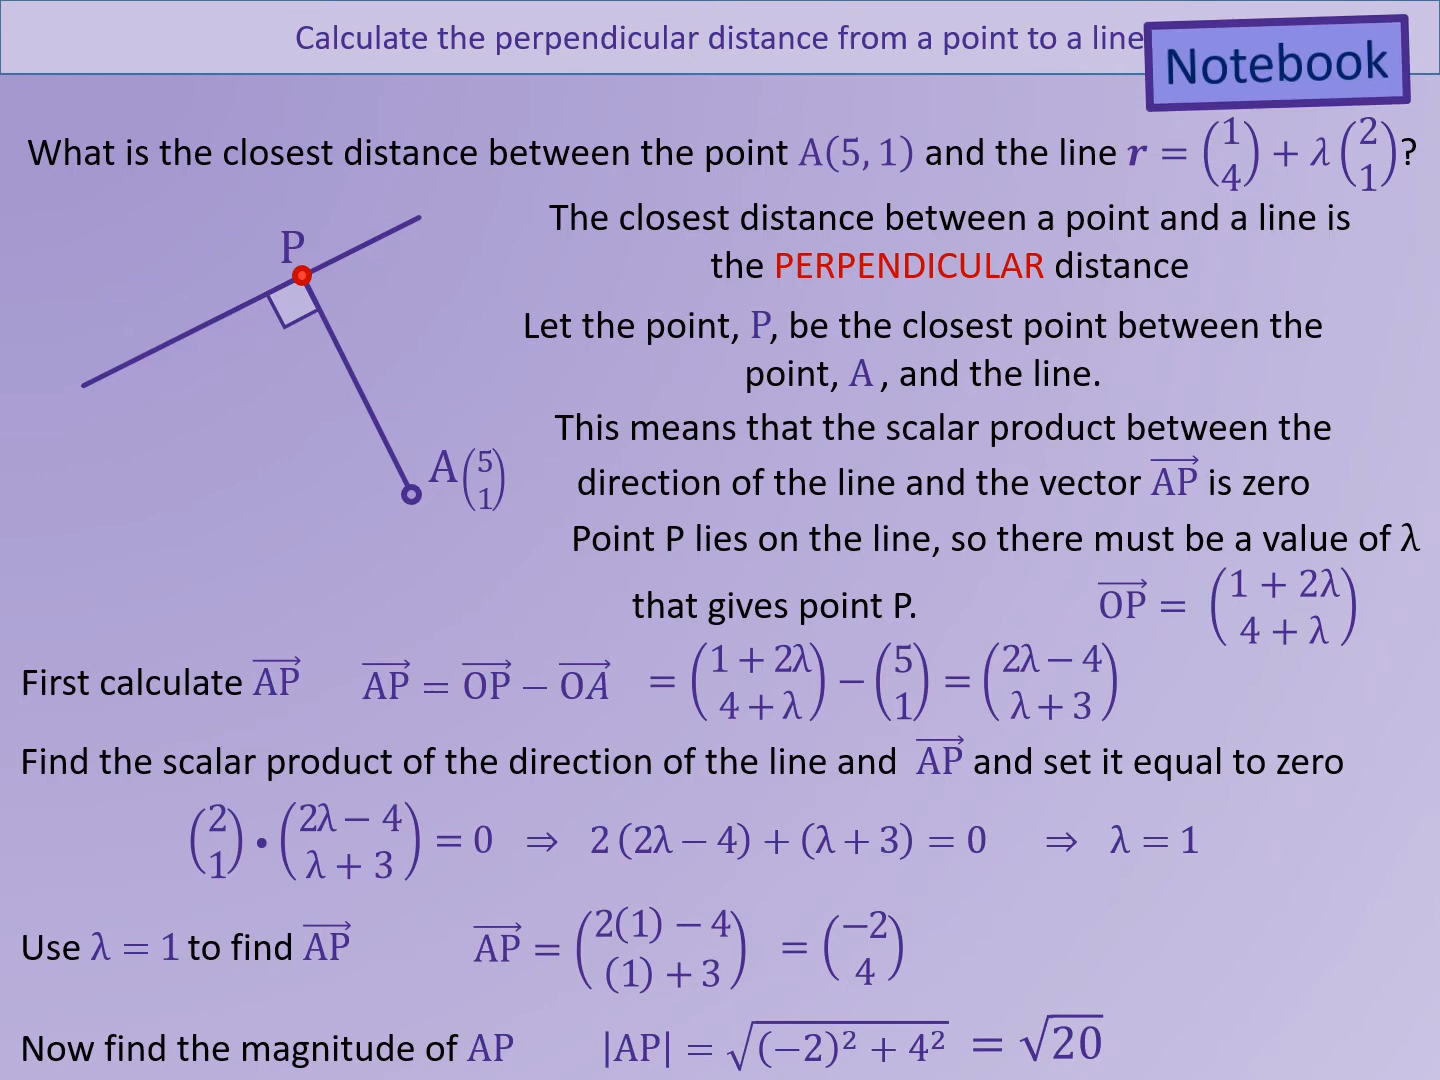 Calculate the perpendicular distance from a point to a line
Notebook
What is the closest distance between the point A(5, 1) and the line r = (1 4) + λ (2 1)?
The closest distance between a point and a line is
the PERPENDICULAR distance
P
Let the point, P, be the closest point between the
point, A , and the line.
This means that the scalar product between the
direction of the line and the vector AP⃗ is zero
A(5 1)
Point P lies on the line, so there must be a value of λ
that gives point P. OP⃗ = (1 + 2λ 4 + λ)
First calculate AP⃗ AP⃗ = OP⃗ − OA⃗ = (1 + 2λ 4 + λ) − (5 1) = (2λ − 4 λ + 3)
Find the scalar product of the direction of the line and AP⃗ and set it equal to zero
(2 1) • (2λ − 4 λ + 3) = 0 ⇒ 2 (2λ − 4) + (λ + 3) = 0 ⇒ λ = 1
Use λ = 1 to find AP⃗ AP⃗ = (2(1) − 4 (1) + 3) = (−2 4)
Now find the magnitude of AP |AP| = √(−2)² + 4² = √20